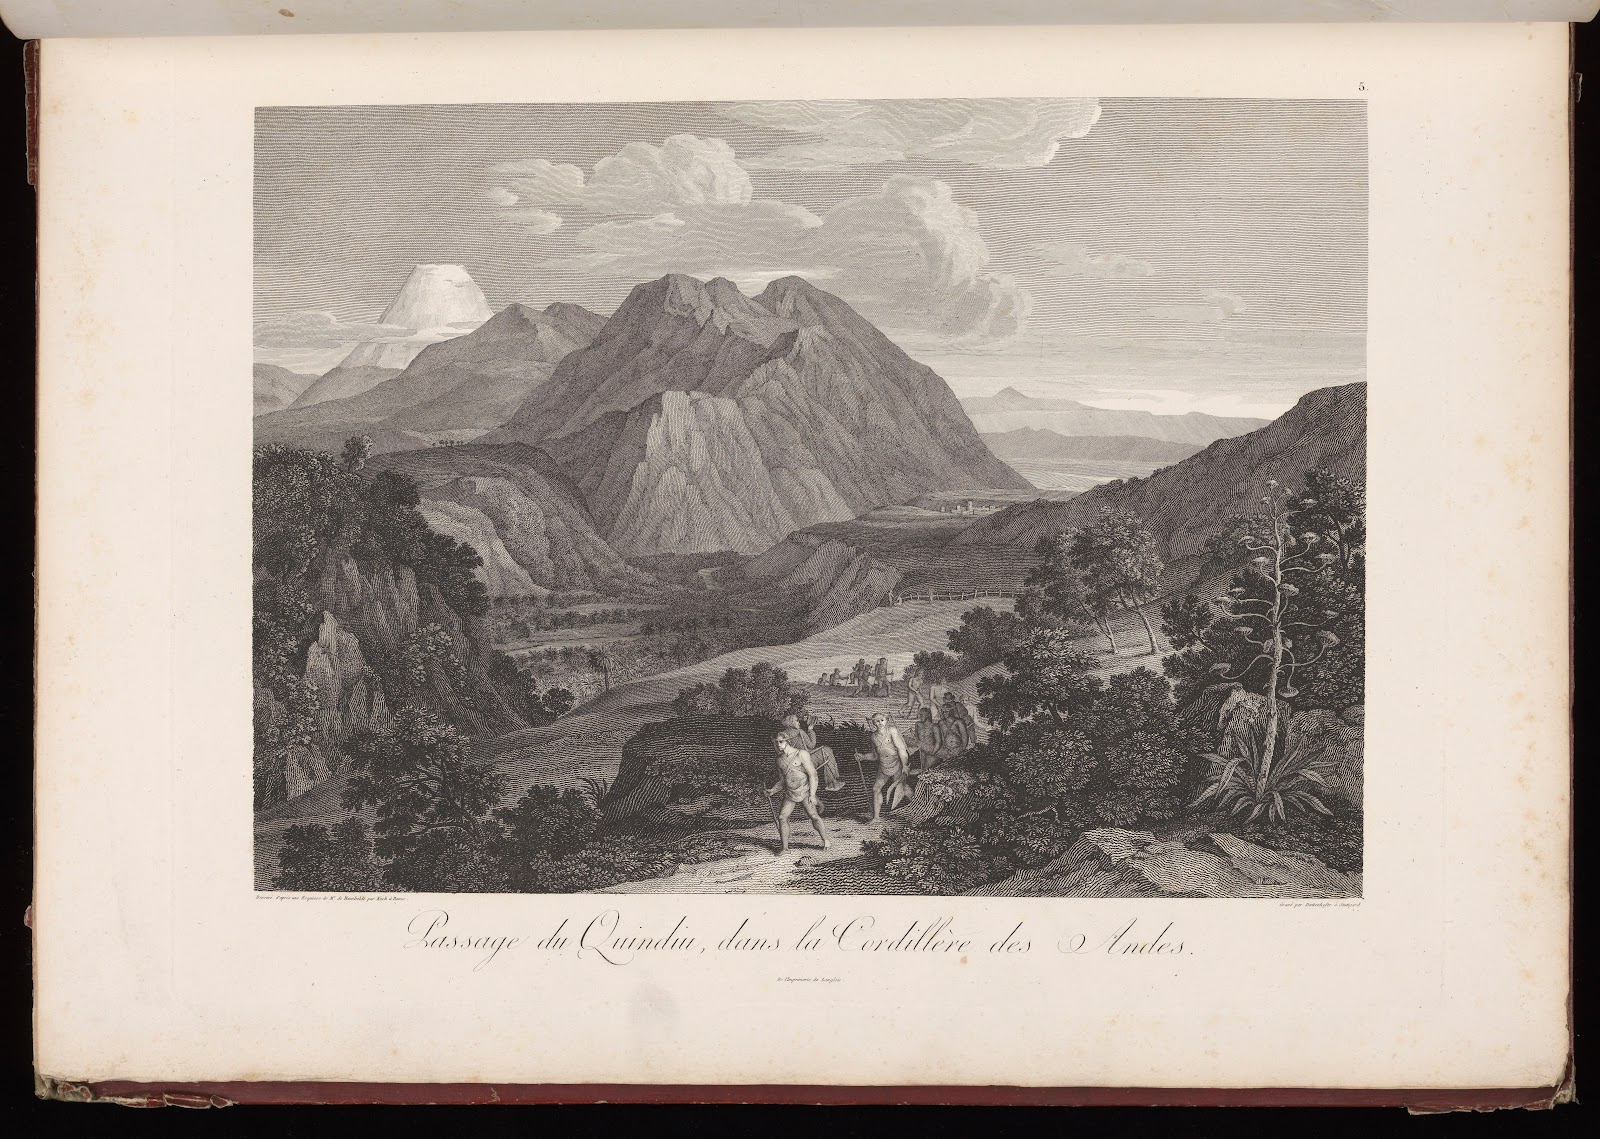 5.
Dessiné d'après une Esquisse de Mr. de Humboldt par Koch à Rome.
Gravé par Duttenhofer à Stuttgard
Passage du Quindiu, dans la Cordillère des Andes.
De l'Imprimerie de Langlois